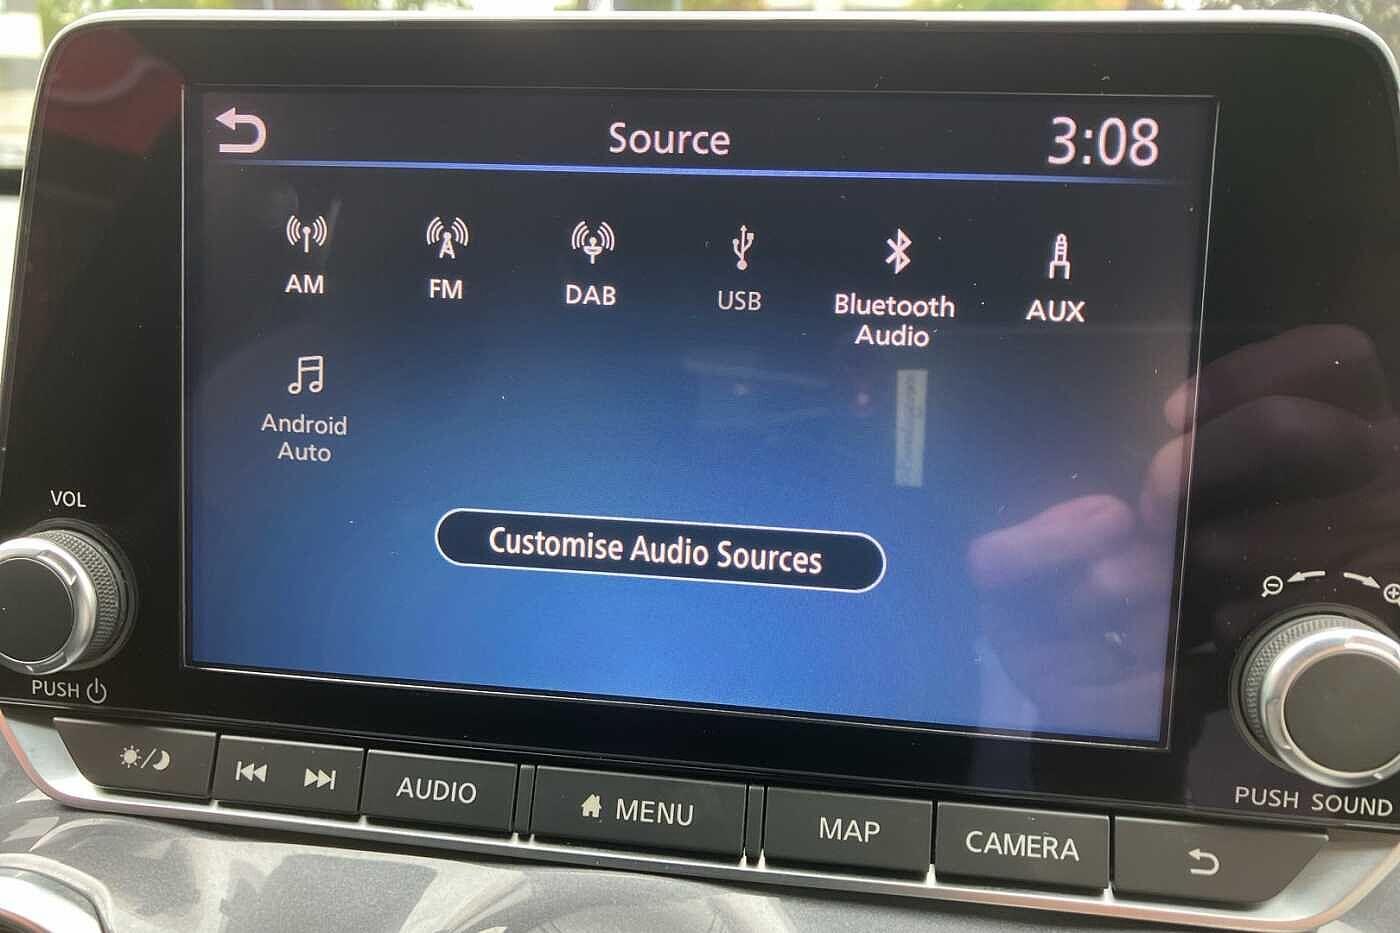 Source
3:08
AM
FM
DAB
USB
Bluetooth
Audio
AUX
Android
Auto
Customise Audio Sources
VOL
PUSH
PUSH SOUND
AUDIO
MENU
MAP
CAMERA